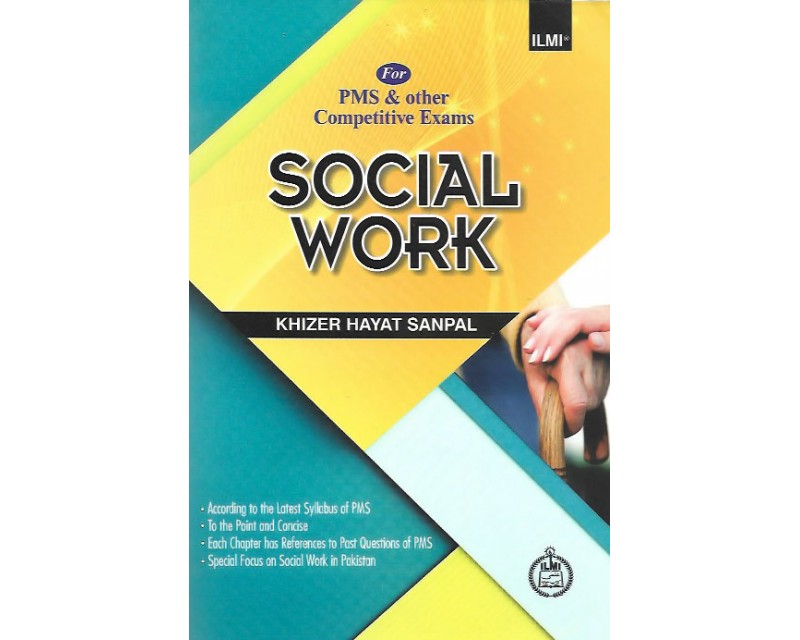 ILMI®
For
PMS & other
Competitive Exams
SOCIAL
WORK
KHIZER HAYAT SANPAL
• According to the Latest Syllabus of PMS
• To the Point and Concise
• Each Chapter has References to Past Questions of PMS
• Special Focus on Social Work in Pakistan
ILMI